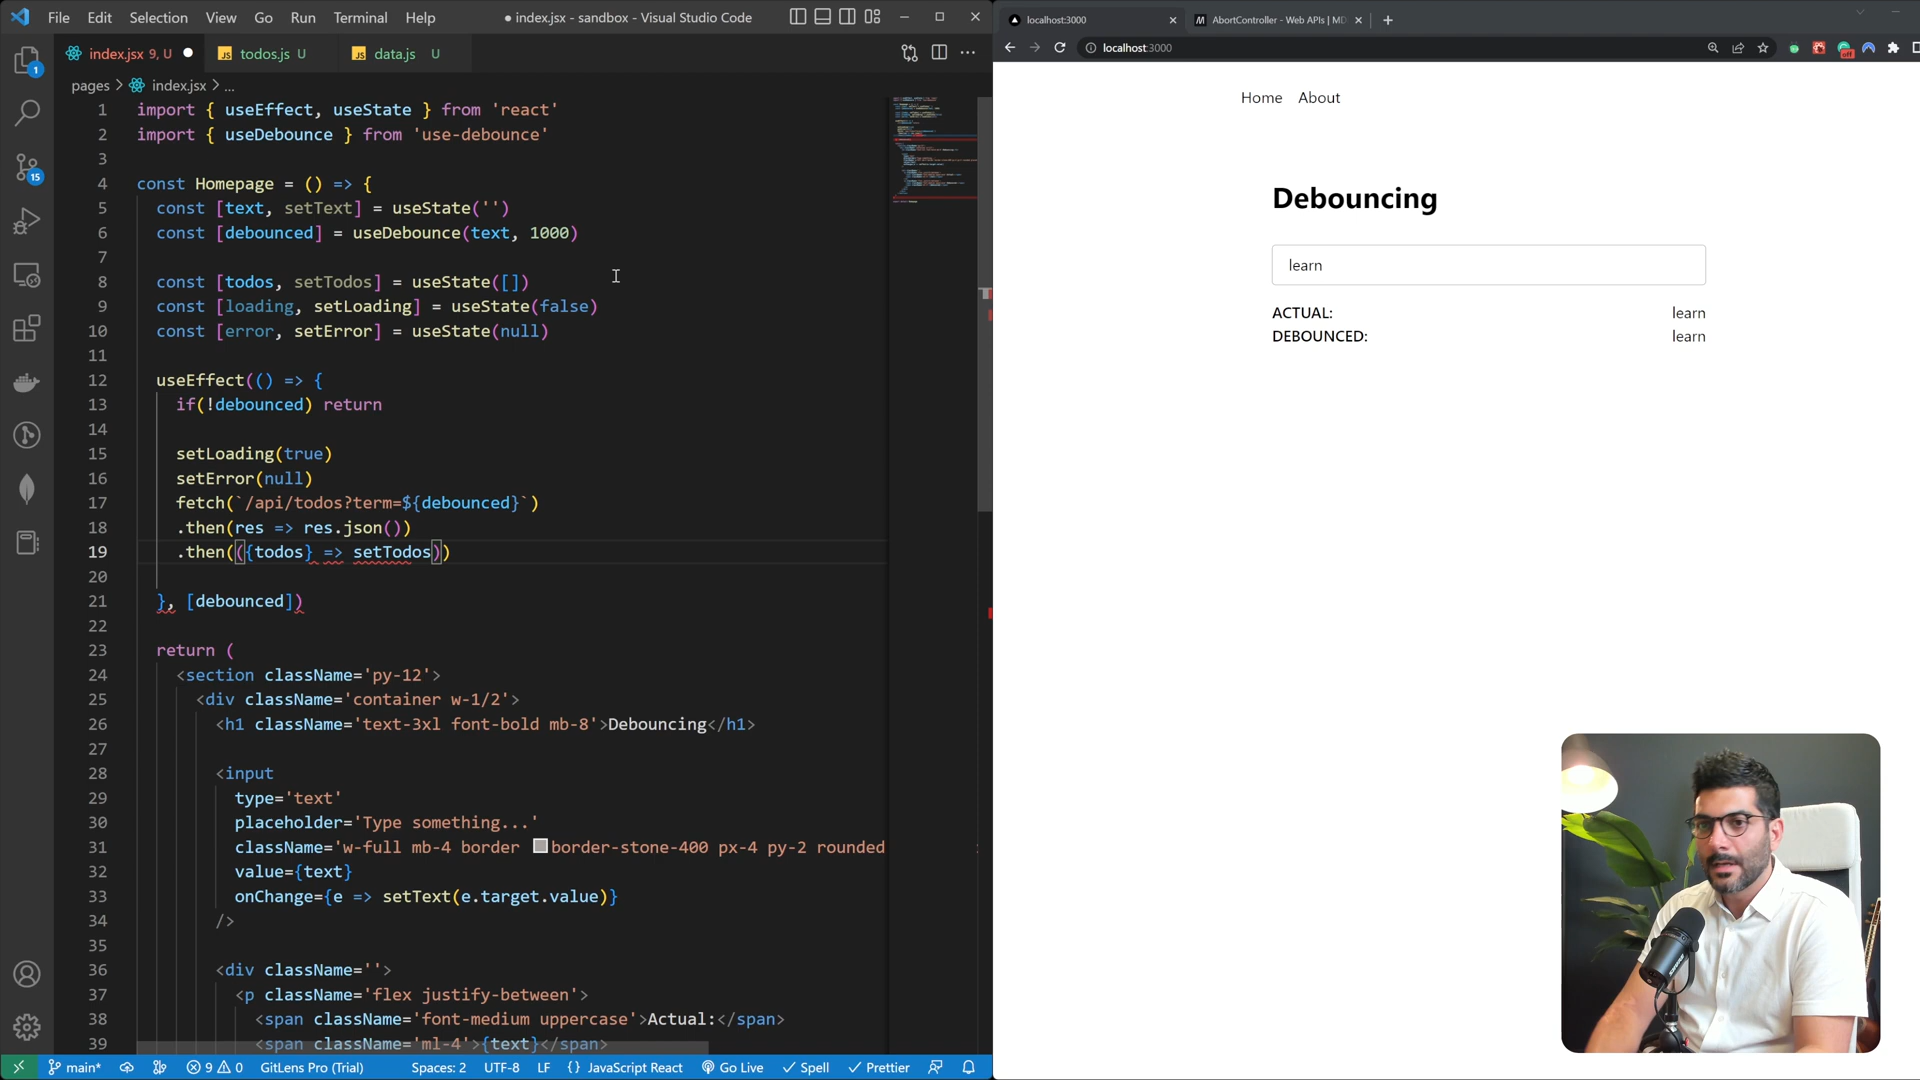 File Edit Selection View Go Run Terminal Help
● index.jsx - sandbox - Visual Studio Code
index.jsx 9, U ●
JS todos.js U
JS data.js U
pages > index.jsx > ...
1 import { useEffect, useState } from 'react'
2 import { useDebounce } from 'use-debounce'
3
4 const Homepage = () => {
5 const [text, setText] = useState('')
6 const [debounced] = useDebounce(text, 1000)
7
8 const [todos, setTodos] = useState([])
9 const [loading, setLoading] = useState(false)
10 const [error, setError] = useState(null)
11
12 useEffect(() => {
13 if(!debounced) return
14
15 setLoading(true)
16 setError(null)
17 fetch(`/api/todos?term=${debounced}`)
18 .then(res => res.json())
19 .then(({todos} => setTodos))
20
21 }, [debounced])
22
23 return (
24 <section className='py-12'>
25 <div className='container w-1/2'>
26 <h1 className='text-3xl font-bold mb-8'>Debouncing</h1>
27
28 <input
29 type='text'
30 placeholder='Type something...'
31 className='w-full mb-4 border border-stone-400 px-4 py-2 rounded
32 value={text}
33 onChange={e => setText(e.target.value)}
34 />
35
36 <div className=''>
37 <p className='flex justify-between'>
38 <span className='font-medium uppercase'>Actual:</span>
39 <span className='ml-4'>{text}</span>
1
15
main* 9 0 GitLens Pro (Trial) Spaces: 2 UTF-8 LF {} JavaScript React Go Live Spell Prettier
localhost:3000
AbortController - Web APIs | MD
localhost:3000
off
Home About
Debouncing
learn
ACTUAL: learn
DEBOUNCED: learn